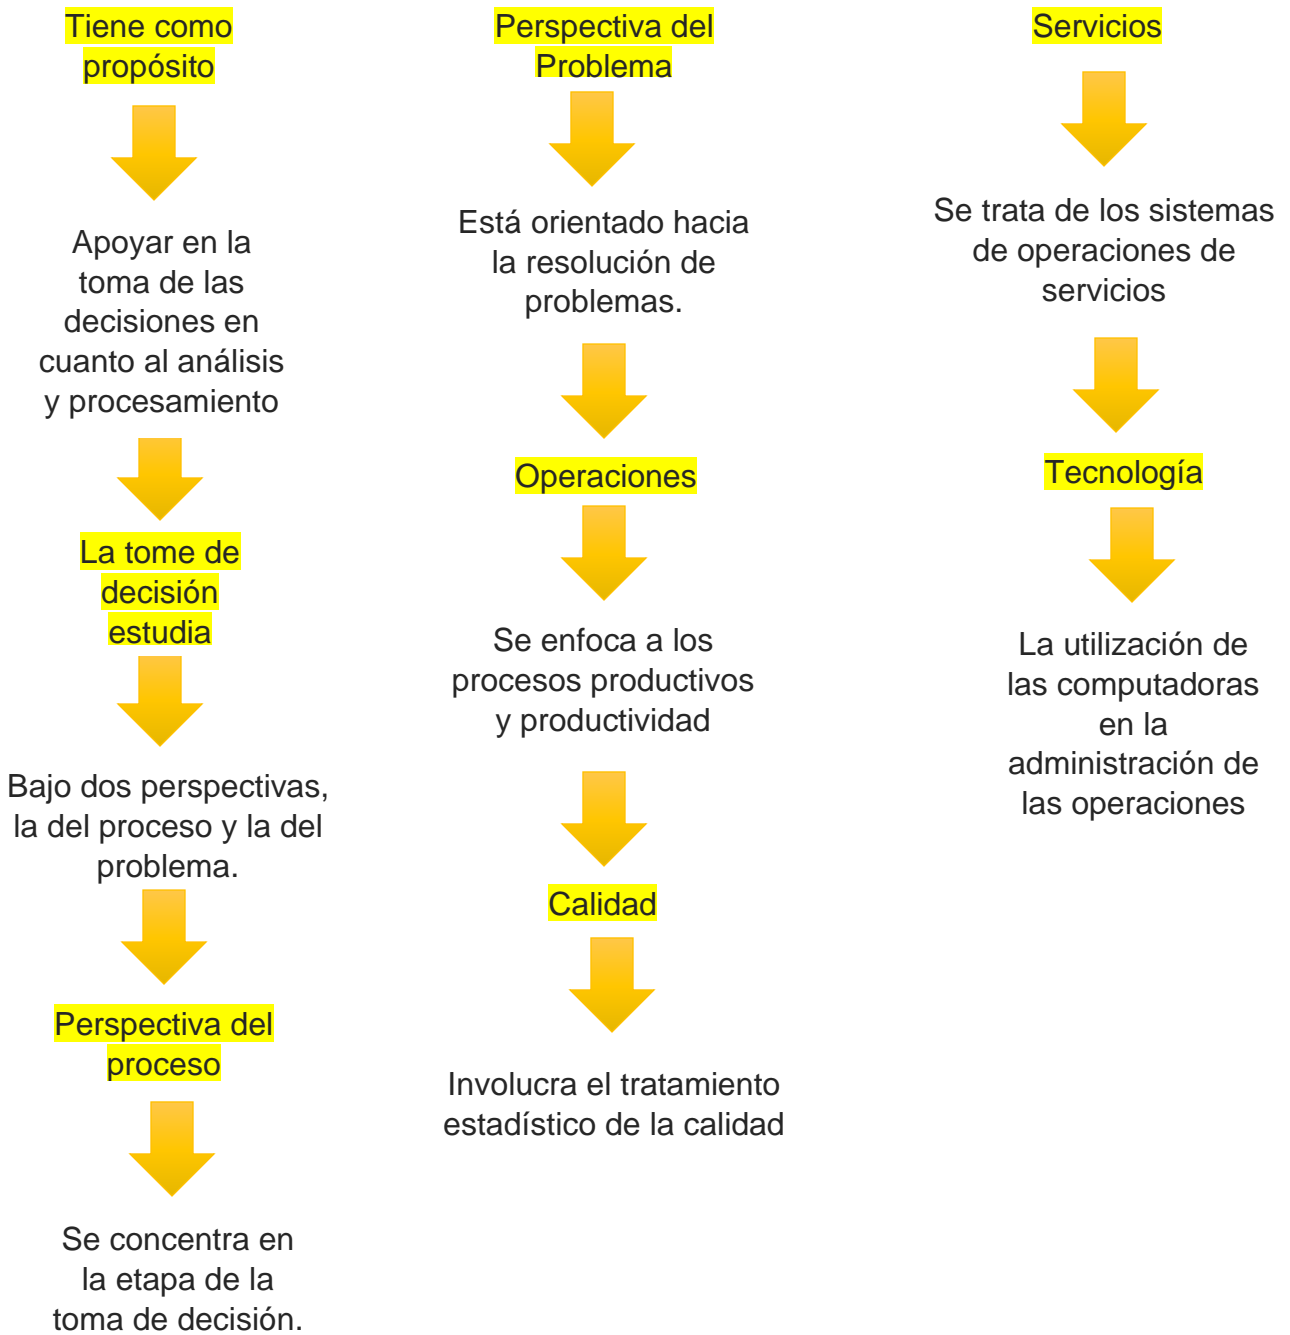 Tiene como
propósito
Apoyar en la
toma de las
decisiones en
cuanto al análisis
y procesamiento
La tome de
decisión
estudia
Bajo dos perspectivas,
la del proceso y la del
problema.
Perspectiva del
proceso
Se concentra en
la etapa de la
toma de decisión.
Perspectiva del
Problema
Está orientado hacia
la resolución de
problemas.
Operaciones
Se enfoca a los
procesos productivos
y productividad
Calidad
Involucra el tratamiento
estadístico de la calidad
Servicios
Se trata de los sistemas
de operaciones de
servicios
Tecnología
La utilización de
las computadoras
en la
administración de
las operaciones